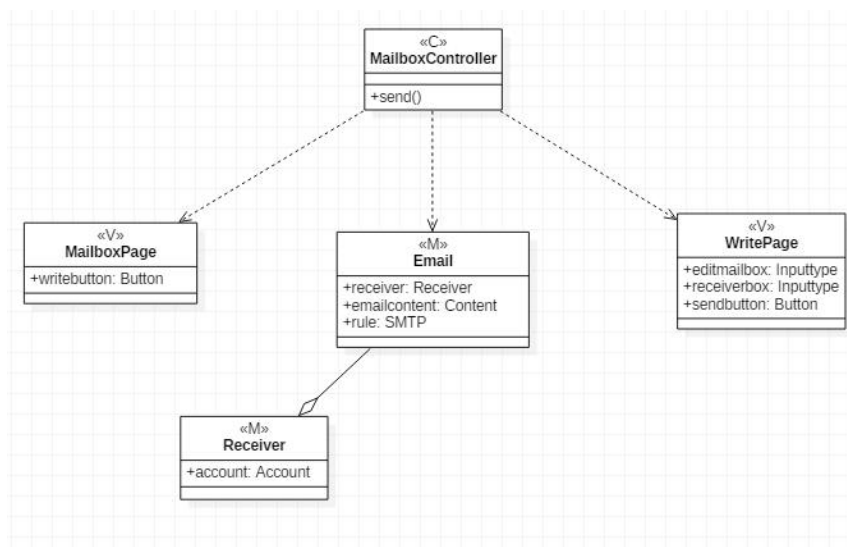 «C»
MailboxController
+send()
«V»
MailboxPage
+writebutton: Button
«M»
Email
+receiver: Receiver
+emailcontent: Content
+rule: SMTP
«V»
WritePage
+editmailbox: Inputtype
+receiverbox: Inputtype
+sendbutton: Button
«M»
Receiver
+account: Account